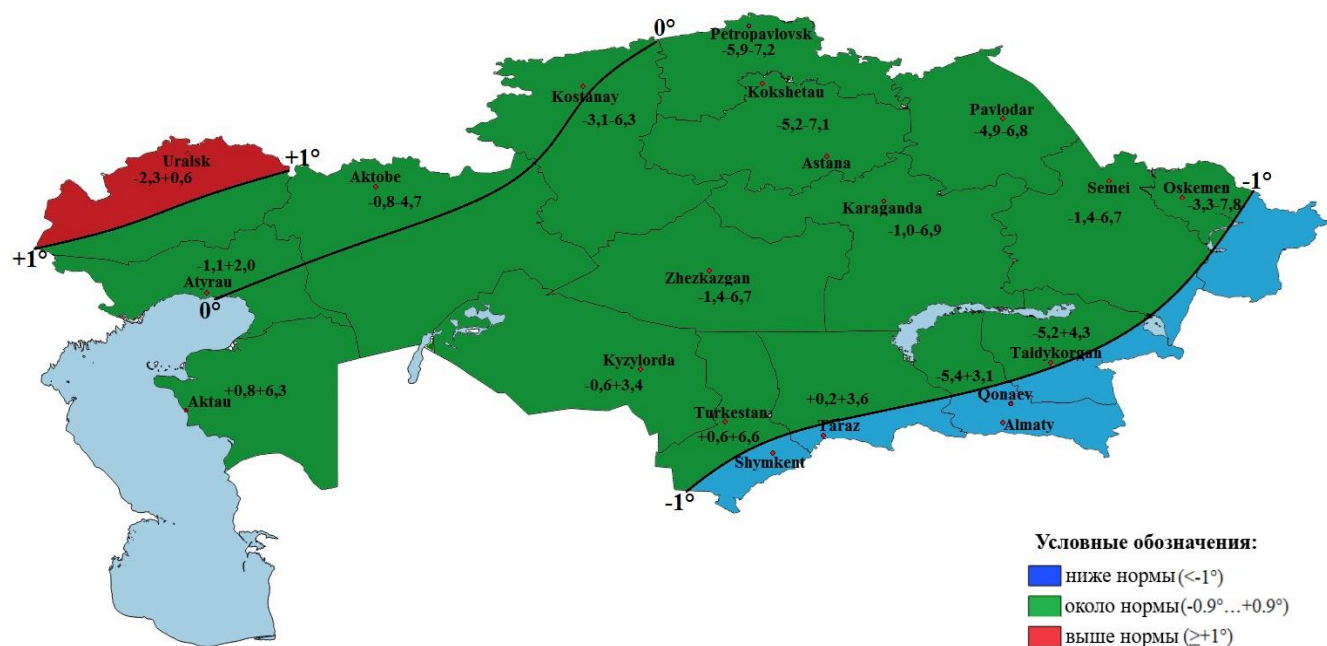 0°
Petropavlovsk
-5,9-7,2
Kostanay
-3,1-6,3
Kokshetau
-5,2-7,1
Pavlodar
-4,9-6,8
Uralsk
-2,3+0,6
+1°
Aktobe
-0,8-4,7
Astana
Semei
-1,4-6,7
Oskemen
-3,3-7,8
-1°
Karaganda
-1,0-6,9
+1°
-1,1+2,0
Atyrau
0°
Zhezkazgan
-1,4-6,7
-5,2+4,3
Taldykorgan
Kyzylorda
-0,6+3,4
-5,4+3,1
+0,8+6,3
Aktau
+0,2+3,6
Qonaev
Turkestan
+0,6+6,6
Taraz
Almaty
Shymkent
-1°
Условные обозначения:
ниже нормы (<-1°)
около нормы (-0.9°…+0.9°)
выше нормы (≥+1°)